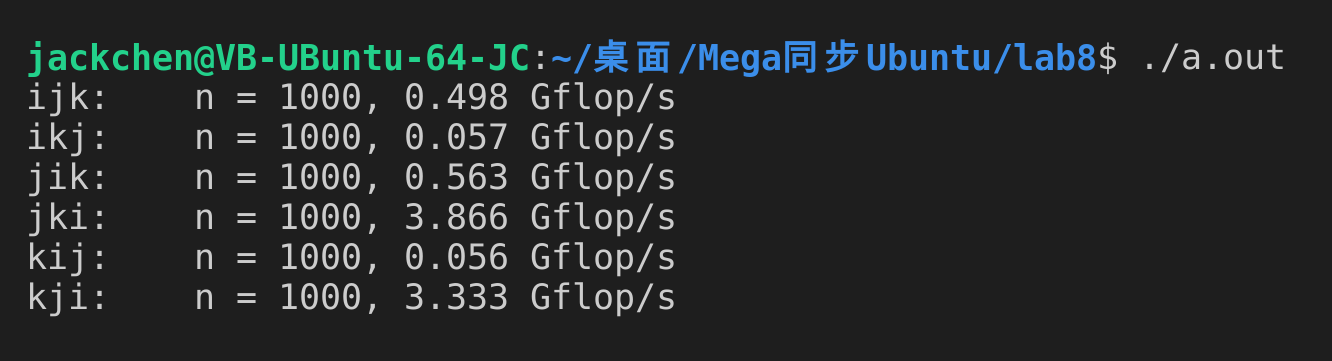 jackchen@VB-UBuntu-64-JC:~/桌面/Mega同步Ubuntu/lab8$ ./a.out
ijk:    n = 1000, 0.498 Gflop/s
ikj:    n = 1000, 0.057 Gflop/s
jik:    n = 1000, 0.563 Gflop/s
jki:    n = 1000, 3.866 Gflop/s
kij:    n = 1000, 0.056 Gflop/s
kji:    n = 1000, 3.333 Gflop/s